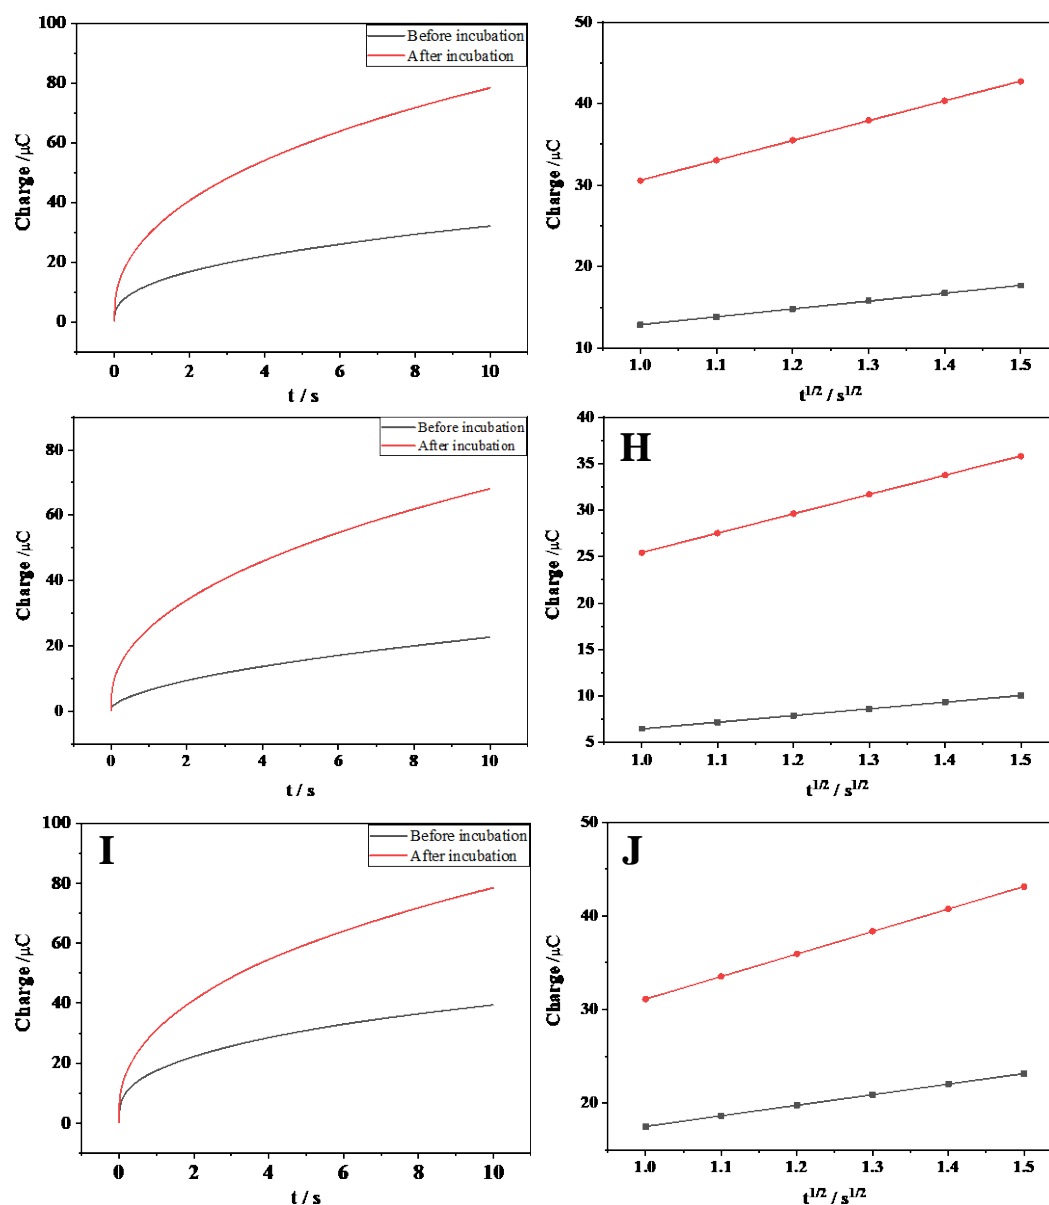 100
80
60
40
20
0
Charge /μC
Before incubation
After incubation
0 2 4 6 8 10
t / s
50
40
30
20
10
Charge /μC
1.0 1.1 1.2 1.3 1.4 1.5
t1/2 / s1/2
80
60
40
20
0
Charge /μC
Before incubation
After incubation
0 2 4 6 8 10
t / s
H
40
35
30
25
20
15
10
5
Charge /μC
1.0 1.1 1.2 1.3 1.4 1.5
t1/2 / s1/2
I
100
80
60
40
20
0
Charge /μC
Before incubation
After incubation
0 2 4 6 8 10
t / s
J
50
40
30
20
Charge /μC
1.0 1.1 1.2 1.3 1.4 1.5
t1/2 / s1/2